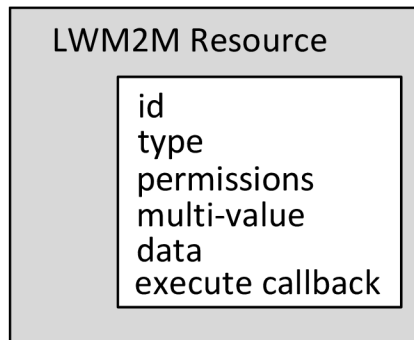 LWM2M Resource
id
type
permissions
multi-value
data
execute callback